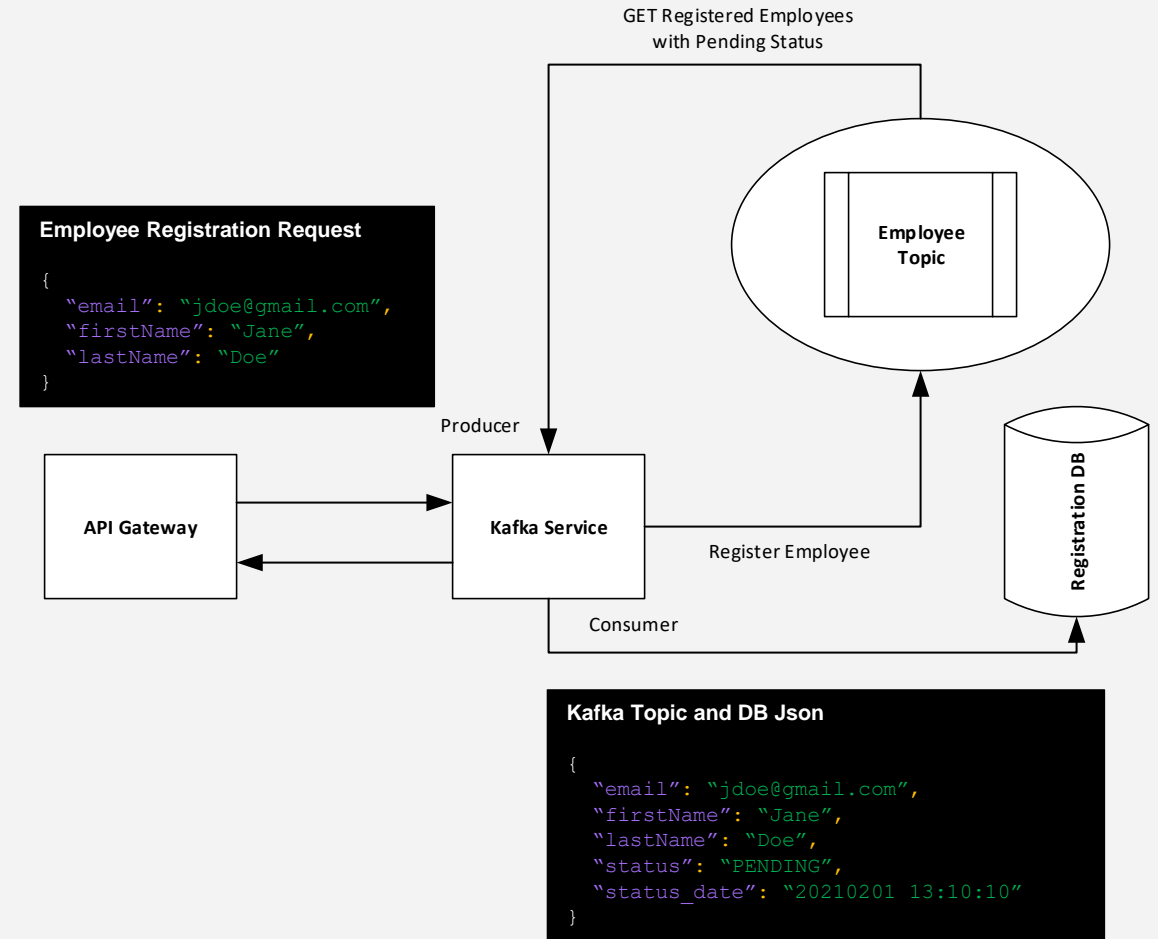 GET Registered Employees
with Pending Status
Employee Registration Request
{
“email”: “jdoe@gmail.com”,
“firstName”: “Jane”,
“lastName”: “Doe”
}
Employee
Topic
Producer
API Gateway
Kafka Service
Register Employee
Registration DB
Consumer
Kafka Topic and DB Json
{
“email”: “jdoe@gmail.com”,
“firstName”: “Jane”,
“lastName”: “Doe”,
“status”: “PENDING”,
“status_date”: “20210201 13:10:10”
}